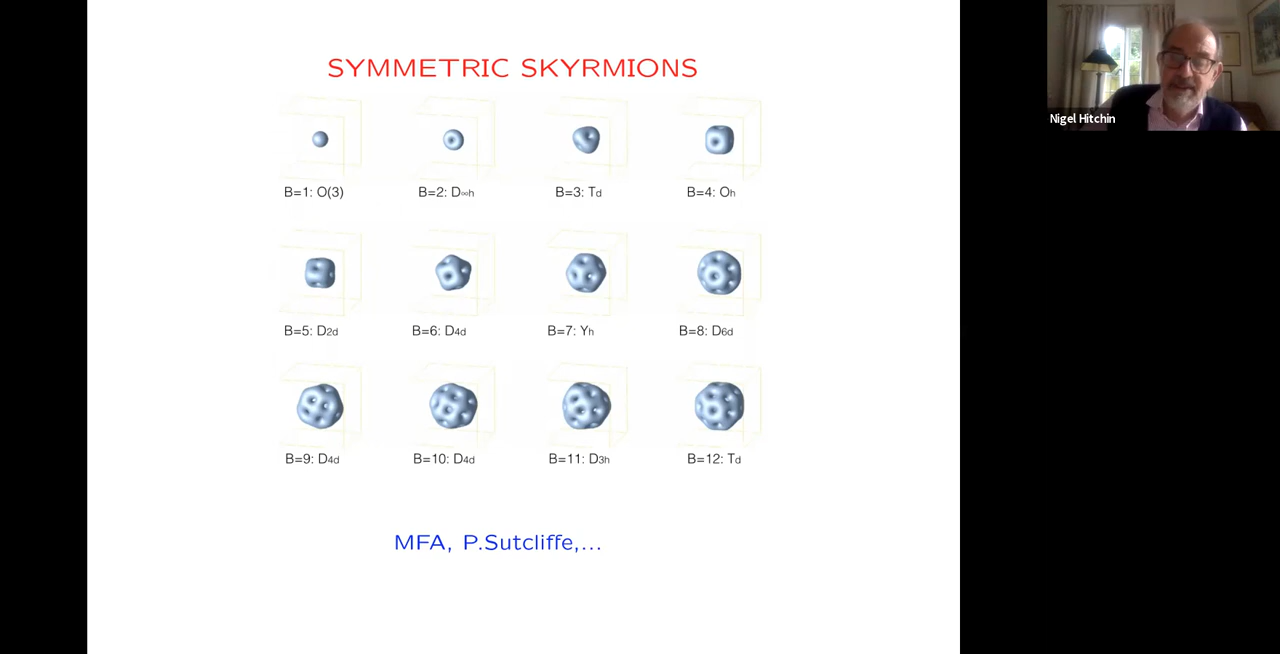 SYMMETRIC SKYRMIONS
Nigel Hitchin
B=1: O(3) B=2: D∞h B=3: Td B=4: Oh
B=5: D2d B=6: D4d B=7: Yh B=8: D6d
B=9: D4d B=10: D4d B=11: D3h B=12: Td
MFA, P.Sutcliffe,...